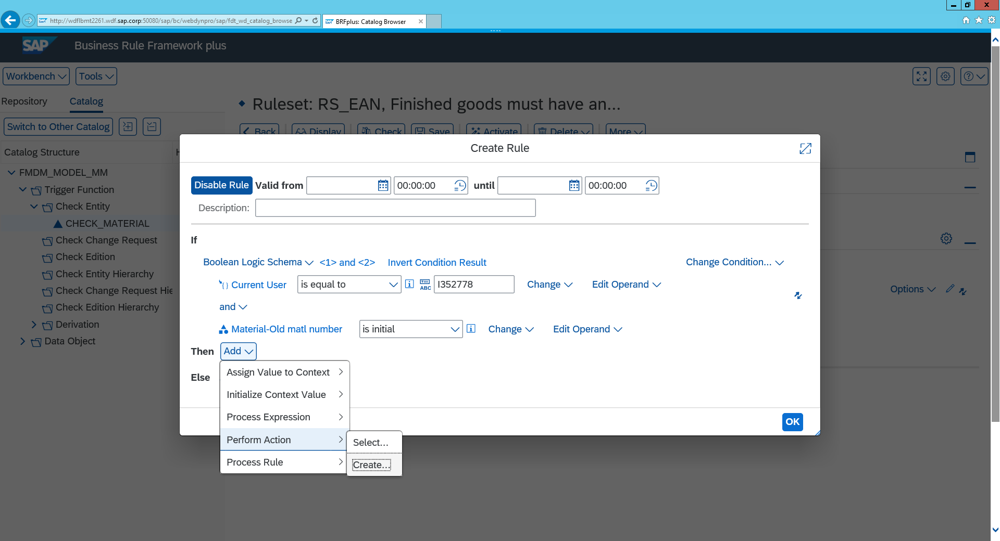 http://wdflbmt2261.wdf.sap.corp:50080/sap/bc/webdynpro/sap/fdt_wd_catalog_browse
BRFplus: Catalog Browser
SAP
Business Rule Framework plus
Workbench
Tools
Repository
Catalog
Ruleset: RS_EAN, Finished goods must have an...
Switch to Other Catalog
Back
Display
Check
Save
Activate
Delete
More
Create Rule
Catalog Structure
FMDM_MODEL_MM
Trigger Function
Check Entity
CHECK_MATERIAL
Check Change Request
Check Edition
Check Entity Hierarchy
Check Change Request Hie
Check Edition Hierarchy
Derivation
Data Object
Disable Rule
Valid from
00:00:00
until
00:00:00
Description:
If
Boolean Logic Schema
<1> and <2>
Invert Condition Result
Change Condition...
Current User
is equal to
ABC
I352778
Change
Edit Operand
Options
and
Material-Old matl number
is initial
Change
Edit Operand
Then
Add
Assign Value to Context
Else
Initialize Context Value
Process Expression
OK
Perform Action
Select...
Process Rule
Create...